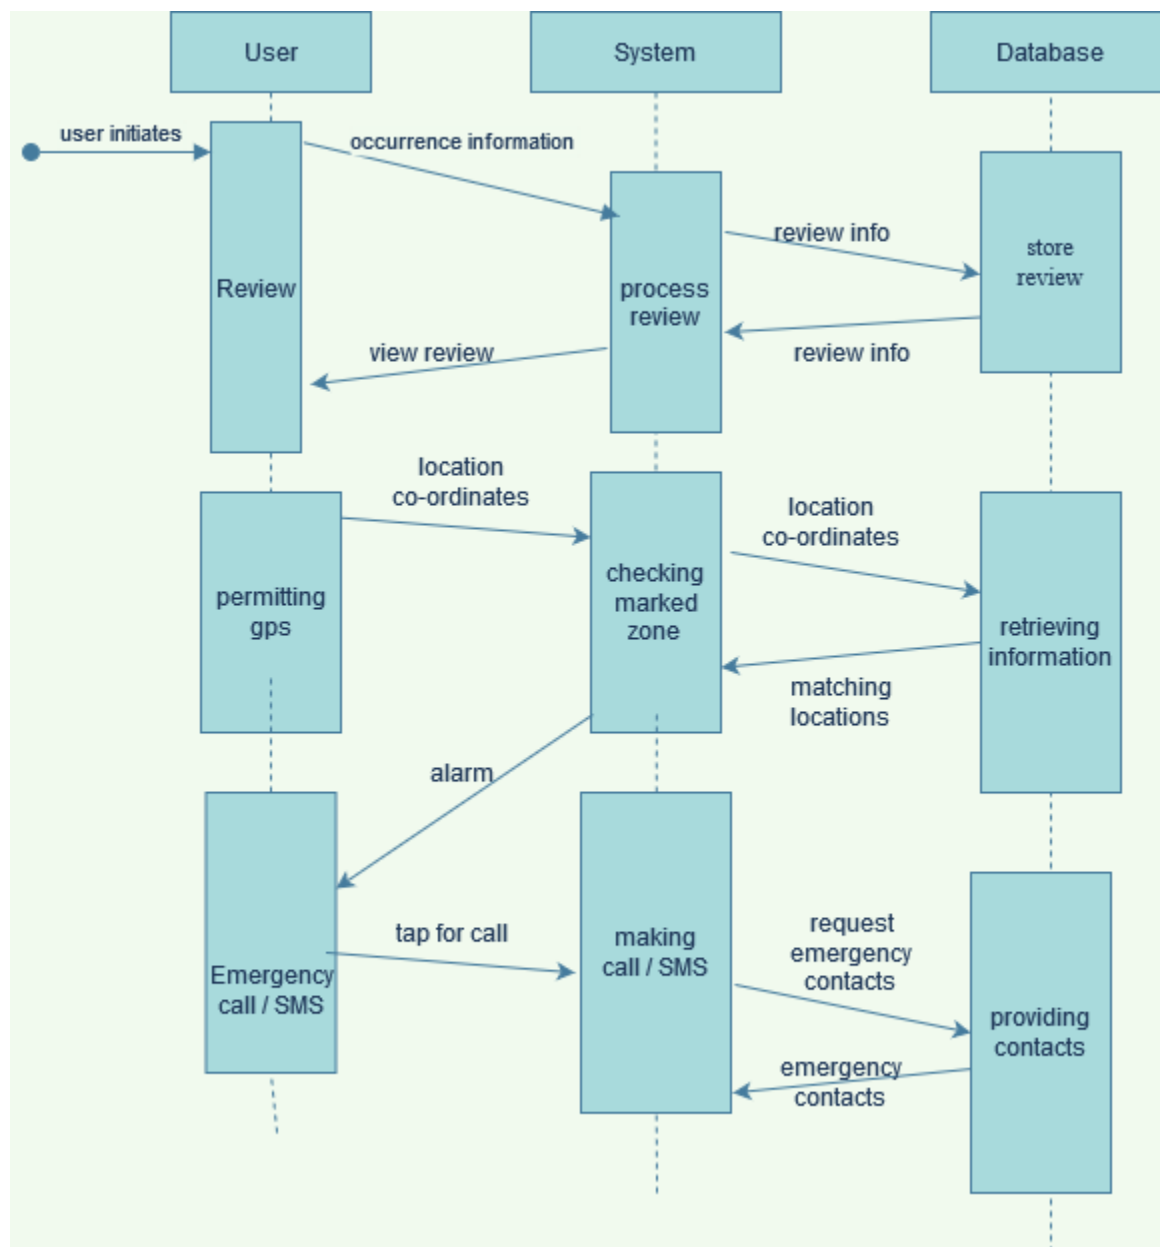 User
System
Database
user initiates
occurrence information
review info
store
review
Review
process
review
view review
review info
location
co-ordinates
location
co-ordinates
permitting
gps
checking
marked
zone
retrieving
information
matching
locations
alarm
tap for call
Emergency
call / SMS
making
call / SMS
request
emergency
contacts
providing
contacts
emergency
contacts